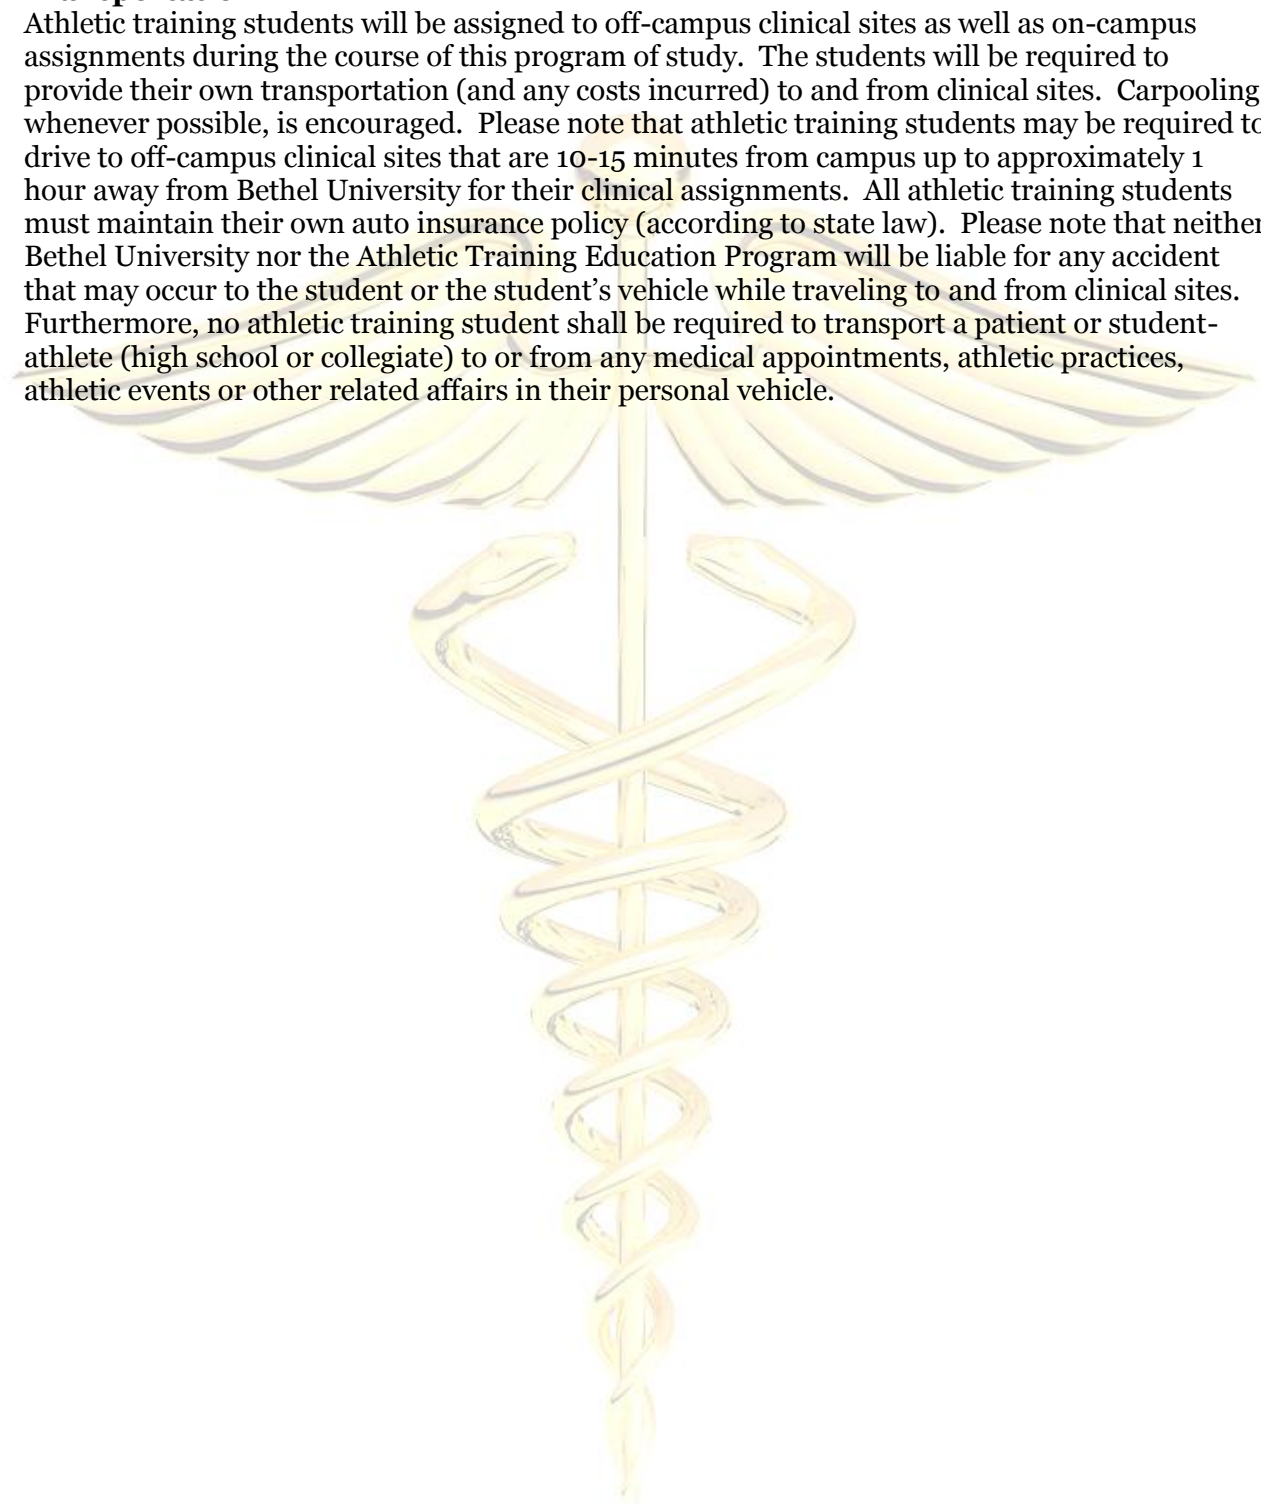 Athletic training students will be assigned to off-campus clinical sites as well as on-campus
assignments during the course of this program of study.  The students will be required to
provide their own transportation (and any costs incurred) to and from clinical sites.  Carpooling
whenever possible, is encouraged.  Please note that athletic training students may be required to
drive to off-campus clinical sites that are 10-15 minutes from campus up to approximately 1
hour away from Bethel University for their clinical assignments.  All athletic training students
must maintain their own auto insurance policy (according to state law).  Please note that neither
Bethel University nor the Athletic Training Education Program will be liable for any accident
that may occur to the student or the student’s vehicle while traveling to and from clinical sites.
Furthermore, no athletic training student shall be required to transport a patient or student-
athlete (high school or collegiate) to or from any medical appointments, athletic practices,
athletic events or other related affairs in their personal vehicle.